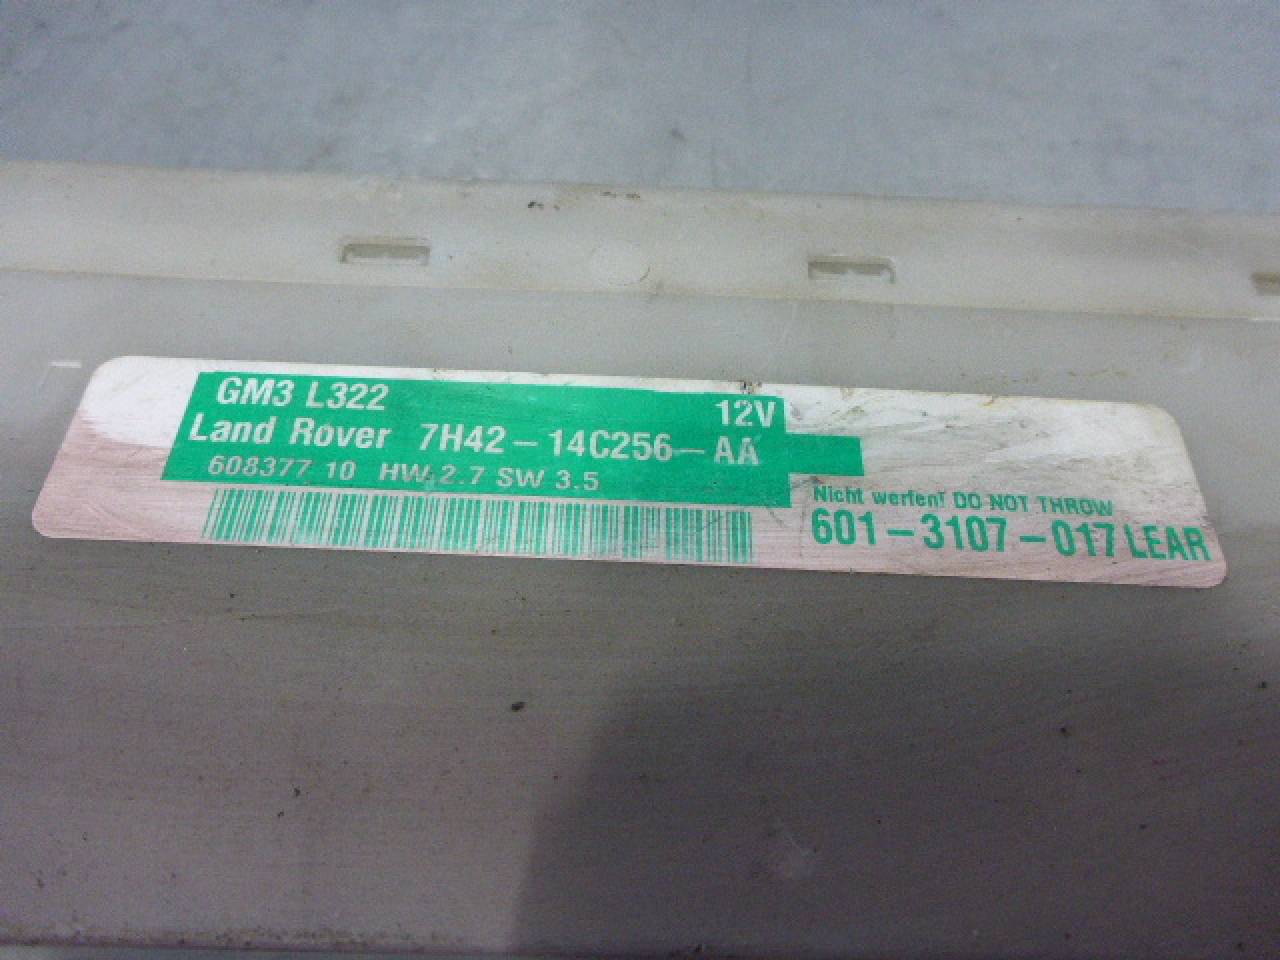 GM3 L322 12V
Land Rover 7H42-14C256-AA
608377 10 HW 2.7 SW 3.5
Nicht werfen! DO NOT THROW
601-3107-017 LEAR